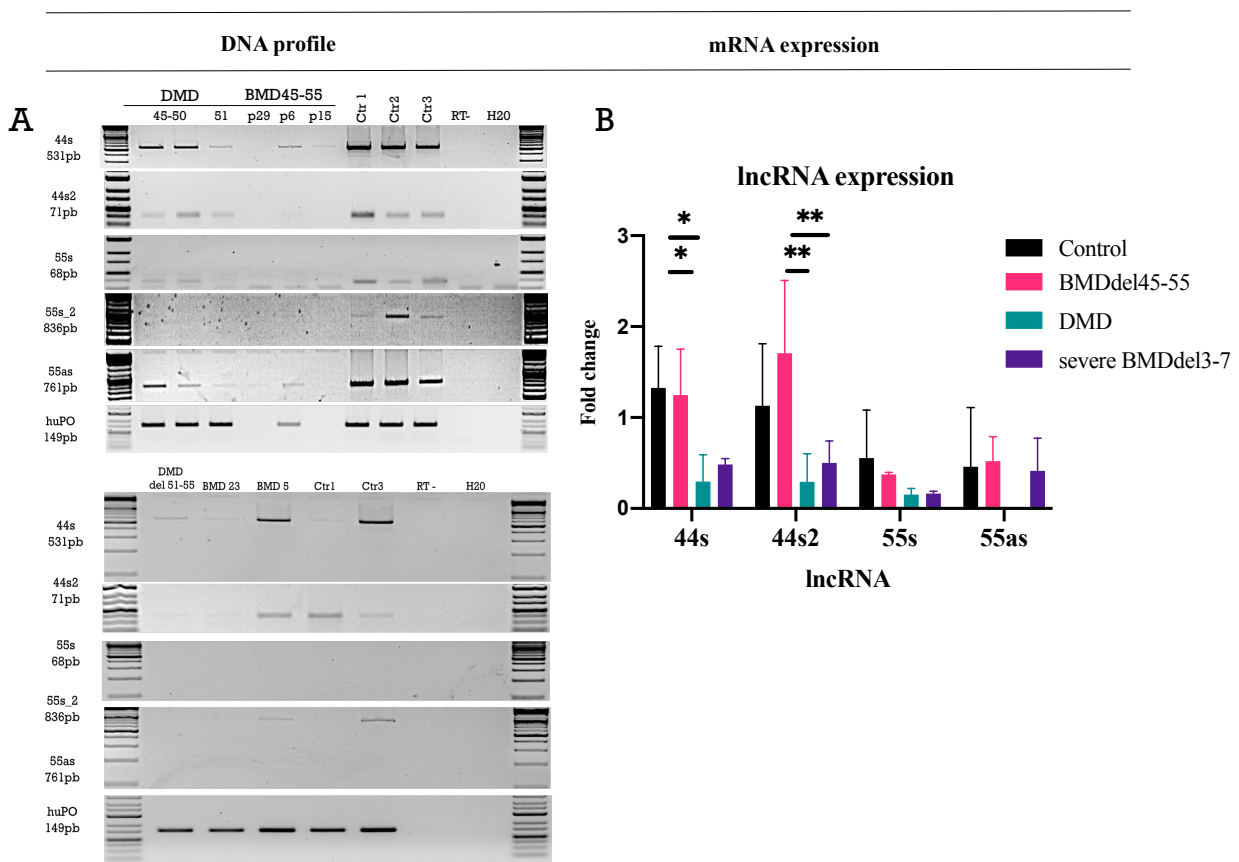 DNA profile mRNA expression
A
DMD BMD45-55
45-50 51 p29 p6 p15 Ctr 1 Ctr2 Ctr3 RT- H20
44s
531pb
44s2
71pb
55s
68pb
55s_2
836pb
55as
761pb
huPO
149pb
DMD
del 51-55 BMD 23 BMD 5 Ctr1 Ctr3 RT - H20
44s
531pb
44s2
71pb
55s
68pb
55s_2
836pb
55as
761pb
huPO
149pb
B
lncRNA expression
* **
* **
Fold change
3
2
1
0
44s 44s2 55s 55as
lncRNA
Control
BMDdel45-55
DMD
severe BMDdel3-7